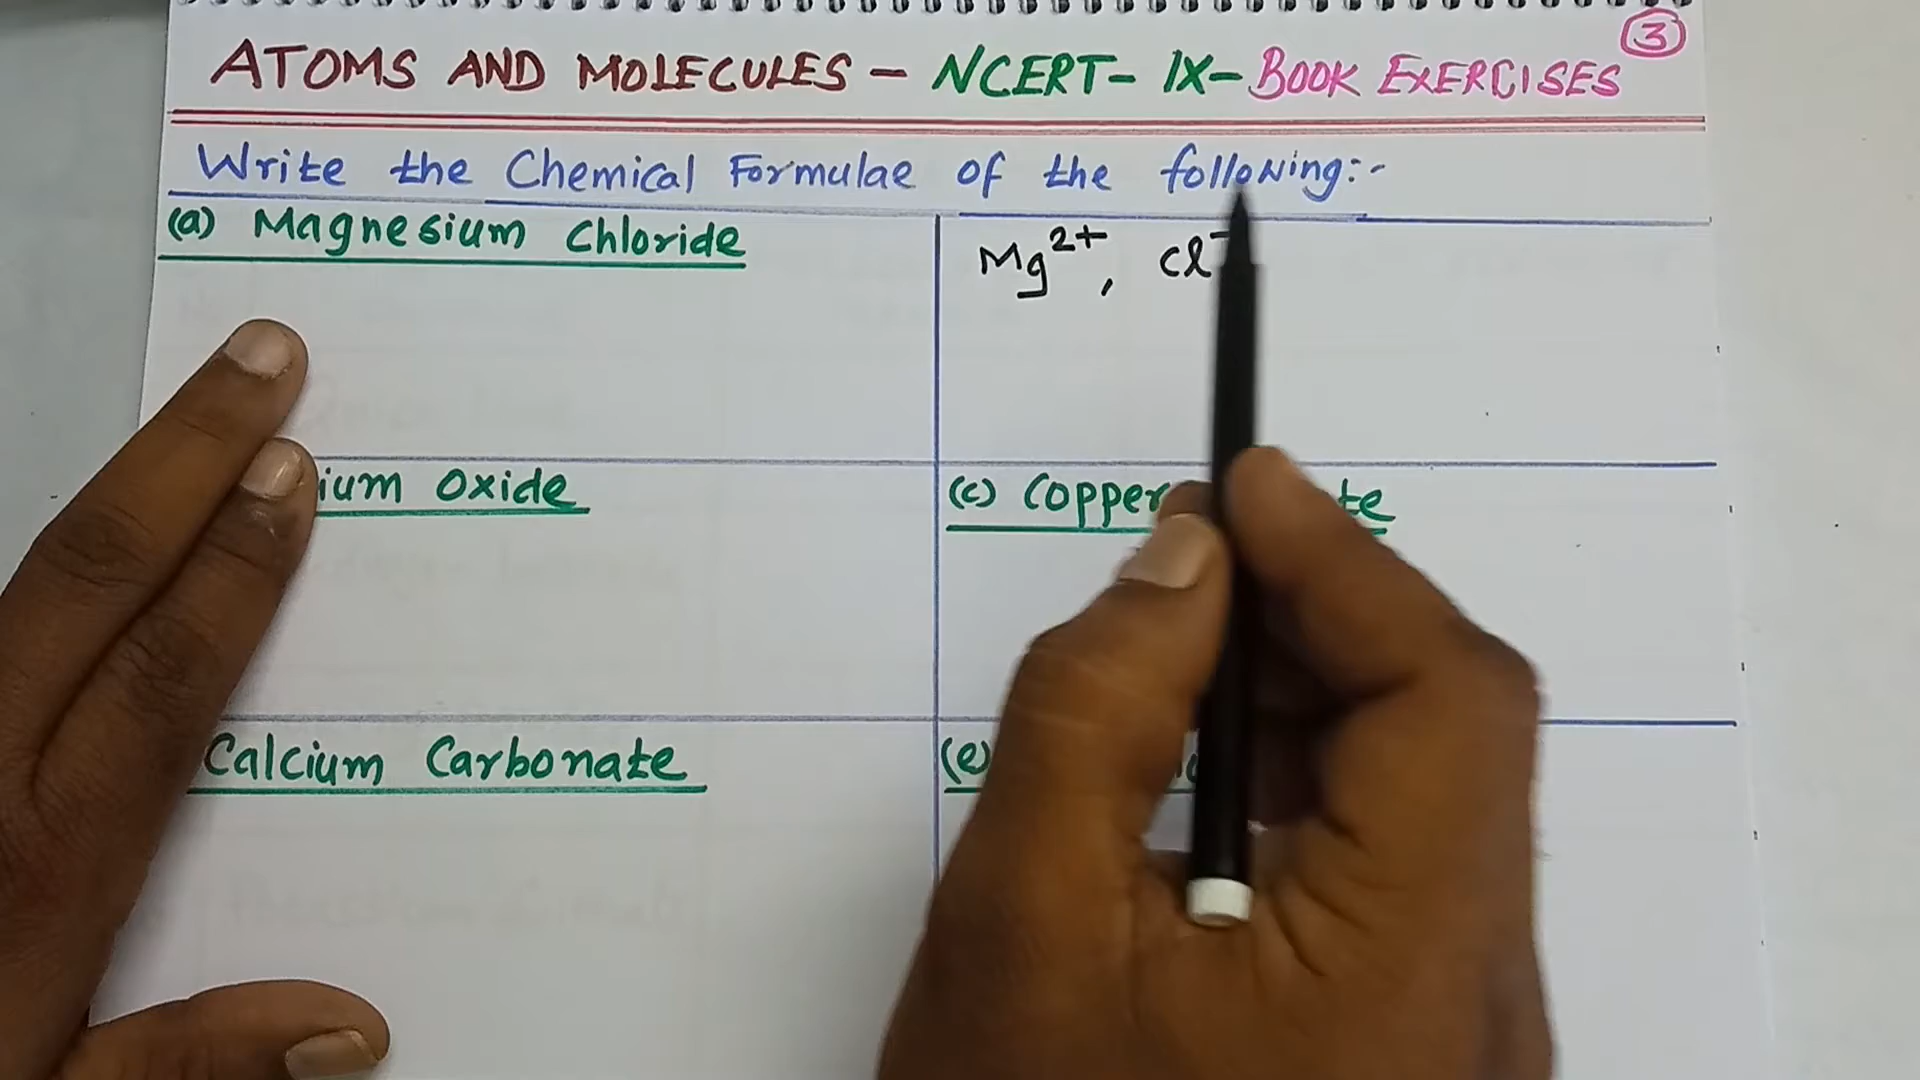 3
ATOMS AND MOLECULES - NCERT- IX- BOOK EXERCISES
Write the Chemical Formulae of the following:-
(a) Magnesium Chloride
Mg²⁺, Cl⁻
ium Oxide
(c) Copper te
Calcium Carbonate
(e)